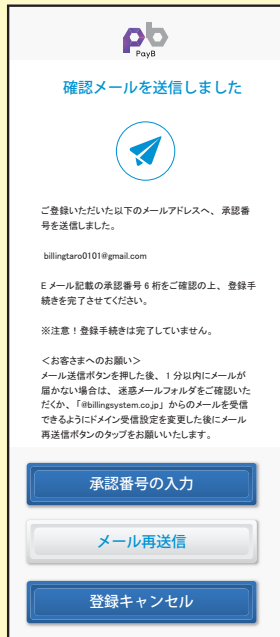 pb
PayB
確認メールを送信しました
ご登録いただいた以下のメールアドレスへ、承認番
号を送信しました。
billingtaro0101@gmail.com
E メール記載の承認番号 6 桁をご確認の上、登録手
続きを完了させてください。
※注意！登録手続きは完了していません。
＜お客さまへのお願い＞
メール送信ボタンを押した後、1 分以内にメールが
届かない場合は、迷惑メールフォルダをご確認いた
だくか、「@billingsystem.co.jp」からのメールを受信
できるようにドメイン受信設定を変更した後にメール
再送信ボタンのタップをお願いいたします。
承認番号の入力
メール再送信
登録キャンセル